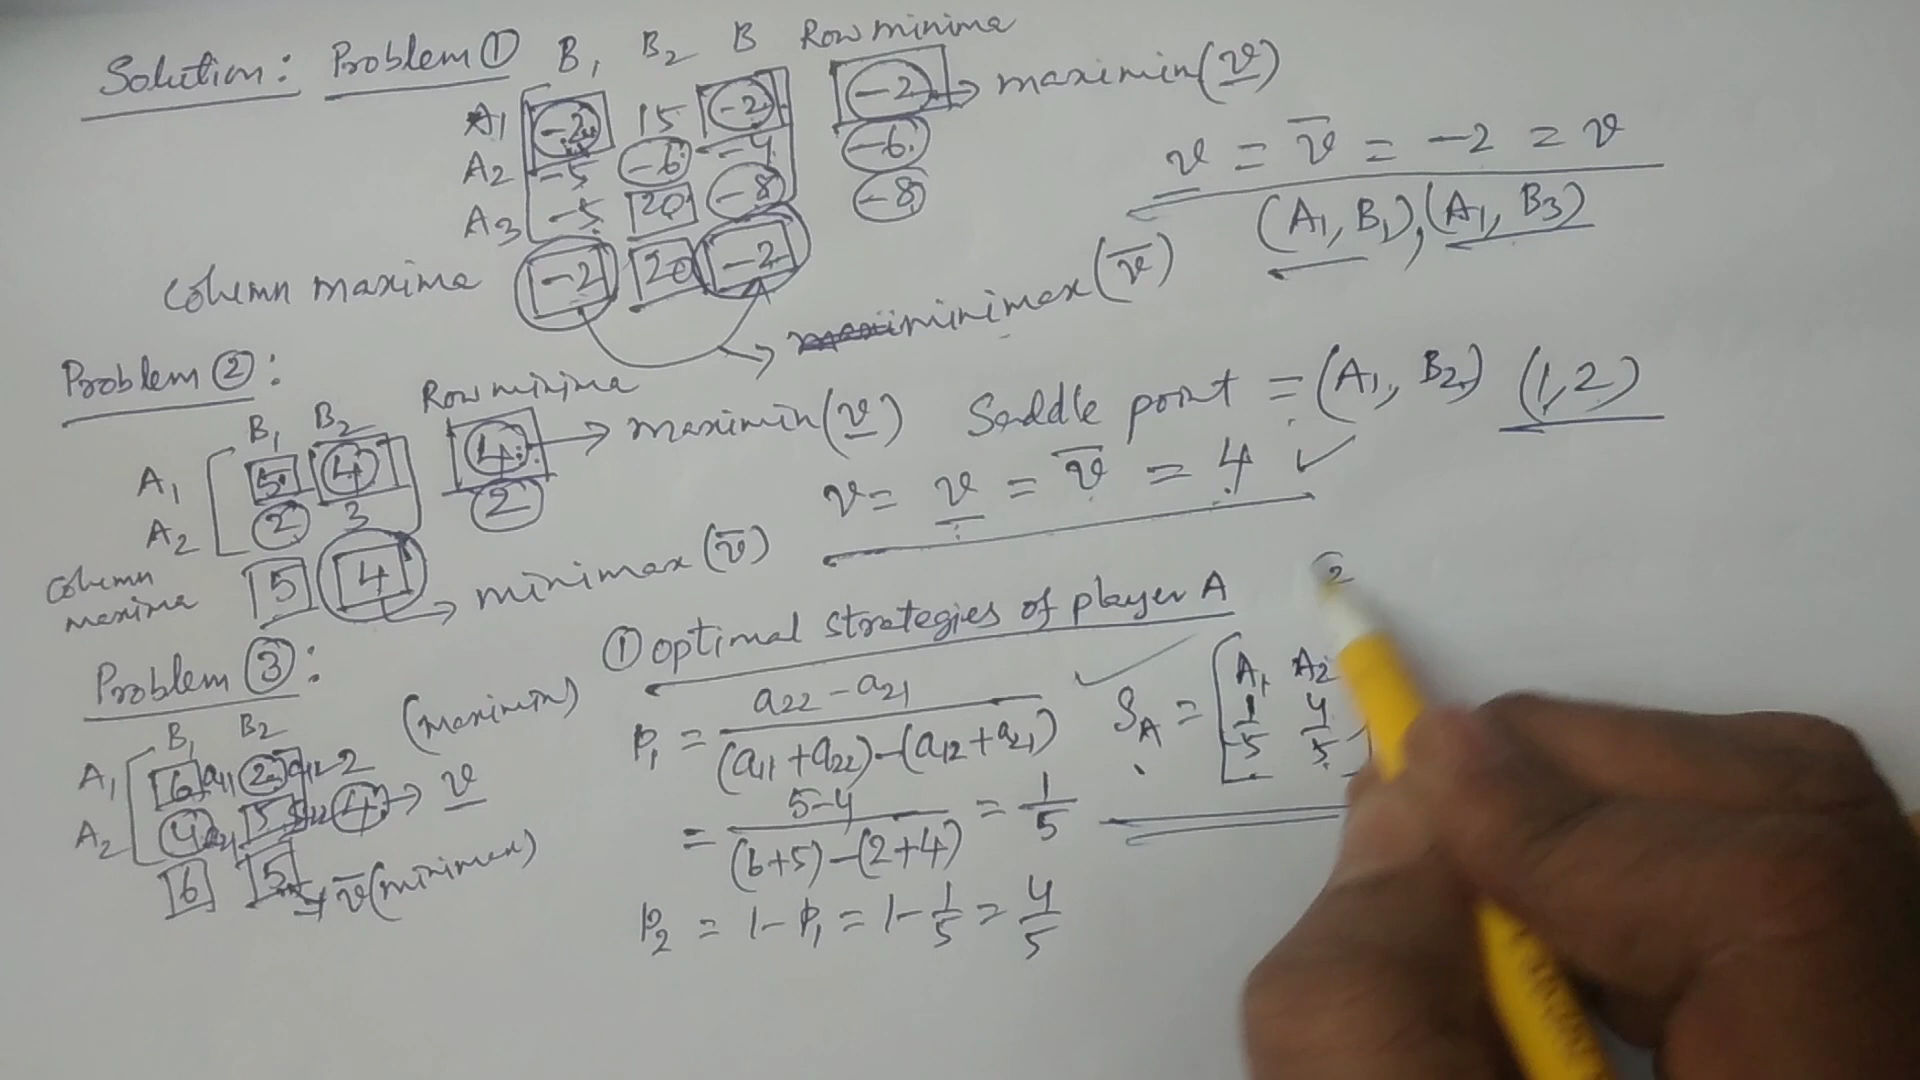 Solution: Problem ① B1 B2 B Row minima
A1 -2 15 -2 -2 → maximin(v)
A2 -5 -6 -4 -6
A3 -5 20 -8 -8
v = v̅ = -2 = v
(A1, B1), (A1, B3)
Column maxima -2 20 -2
→ minimax(v̅)
Problem ②:
B1 B2 Row minima
A1 5 4 4 → maximin(v)
A2 2 3 2
Column maxima 5 4 → minimax(v̅)
Saddle point = (A1, B2) (1,2)
v = v = v̅ = 4 ✓
Problem ③:
B1 B2 (maximin)
A1 6 a11 2 a12 2
A2 4 a21 5 a22 4 → v
6 5 → v̅ (minimax)
① optimal strategies of player A
p1 = a22 - a21 / (a11 + a22) - (a12 + a21)
= 5-4 / (6+5) - (2+4) = 1/5
p2 = 1 - p1 = 1 - 1/5 = 4/5
SA = [A1 A2
1/5 4/5
2